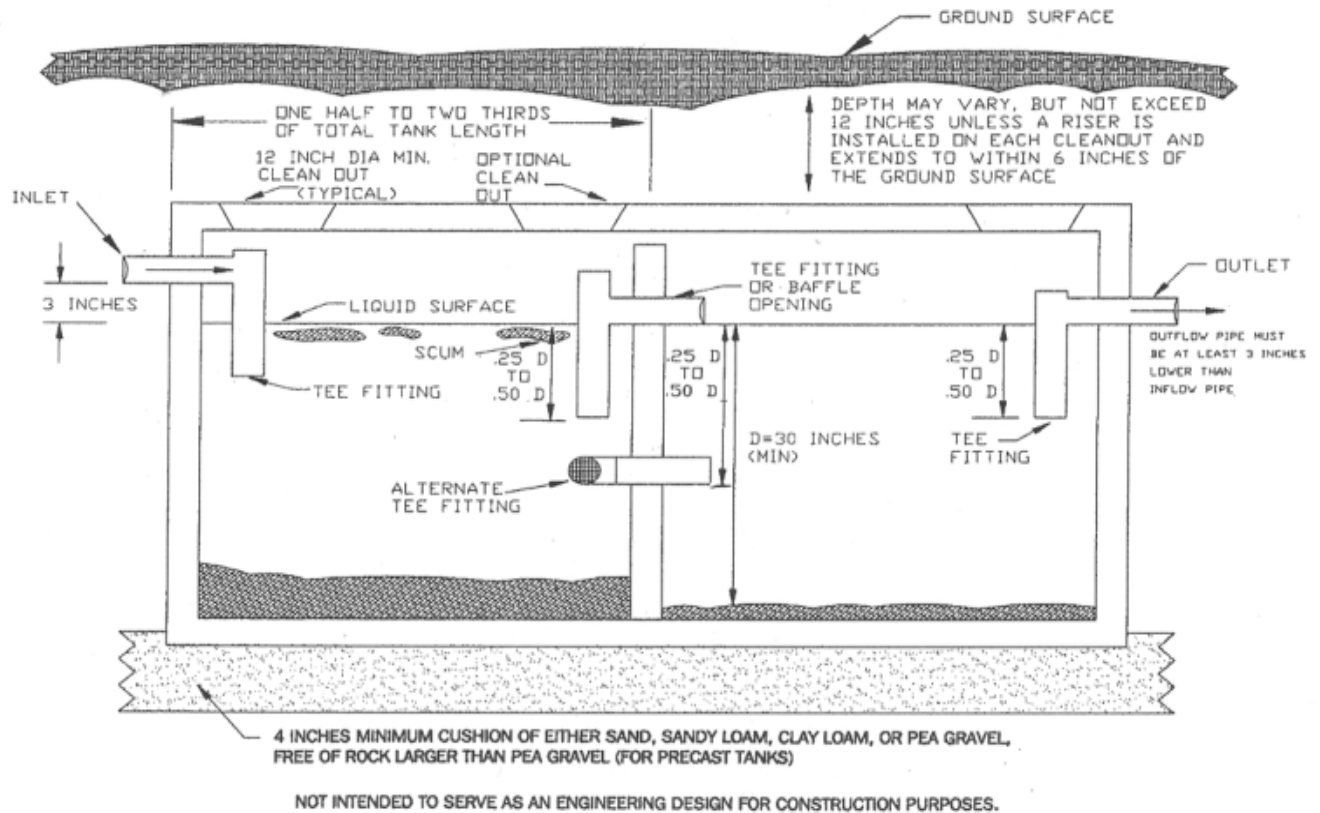 GROUND SURFACE
ONE HALF TO TWO THIRDS
OF TOTAL TANK LENGTH
DEPTH MAY VARY, BUT NOT EXCEED
12 INCHES UNLESS A RISER IS
INSTALLED ON EACH CLEANOUT AND
EXTENDS TO WITHIN 6 INCHES OF
THE GROUND SURFACE
12 INCH DIA MIN.
CLEAN OUT
(TYPICAL)
OPTIONAL
CLEAN
OUT
INLET
3 INCHES
LIQUID SURFACE
SCUM
TEE FITTING
.25 D
TO
.50 D
TEE FITTING
OR BAFFLE
OPENING
.25 D
TO
.50 D
D=30 INCHES
(MIN)
ALTERNATE
TEE FITTING
.25 D
TO
.50 D
TEE
FITTING
OUTLET
OUTFLOW PIPE MUST
BE AT LEAST 3 INCHES
LOWER THAN
INFLOW PIPE.
4 INCHES MINIMUM CUSHION OF EITHER SAND, SANDY LOAM, CLAY LOAM, OR PEA GRAVEL,
FREE OF ROCK LARGER THAN PEA GRAVEL (FOR PRECAST TANKS)
NOT INTENDED TO SERVE AS AN ENGINEERING DESIGN FOR CONSTRUCTION PURPOSES.